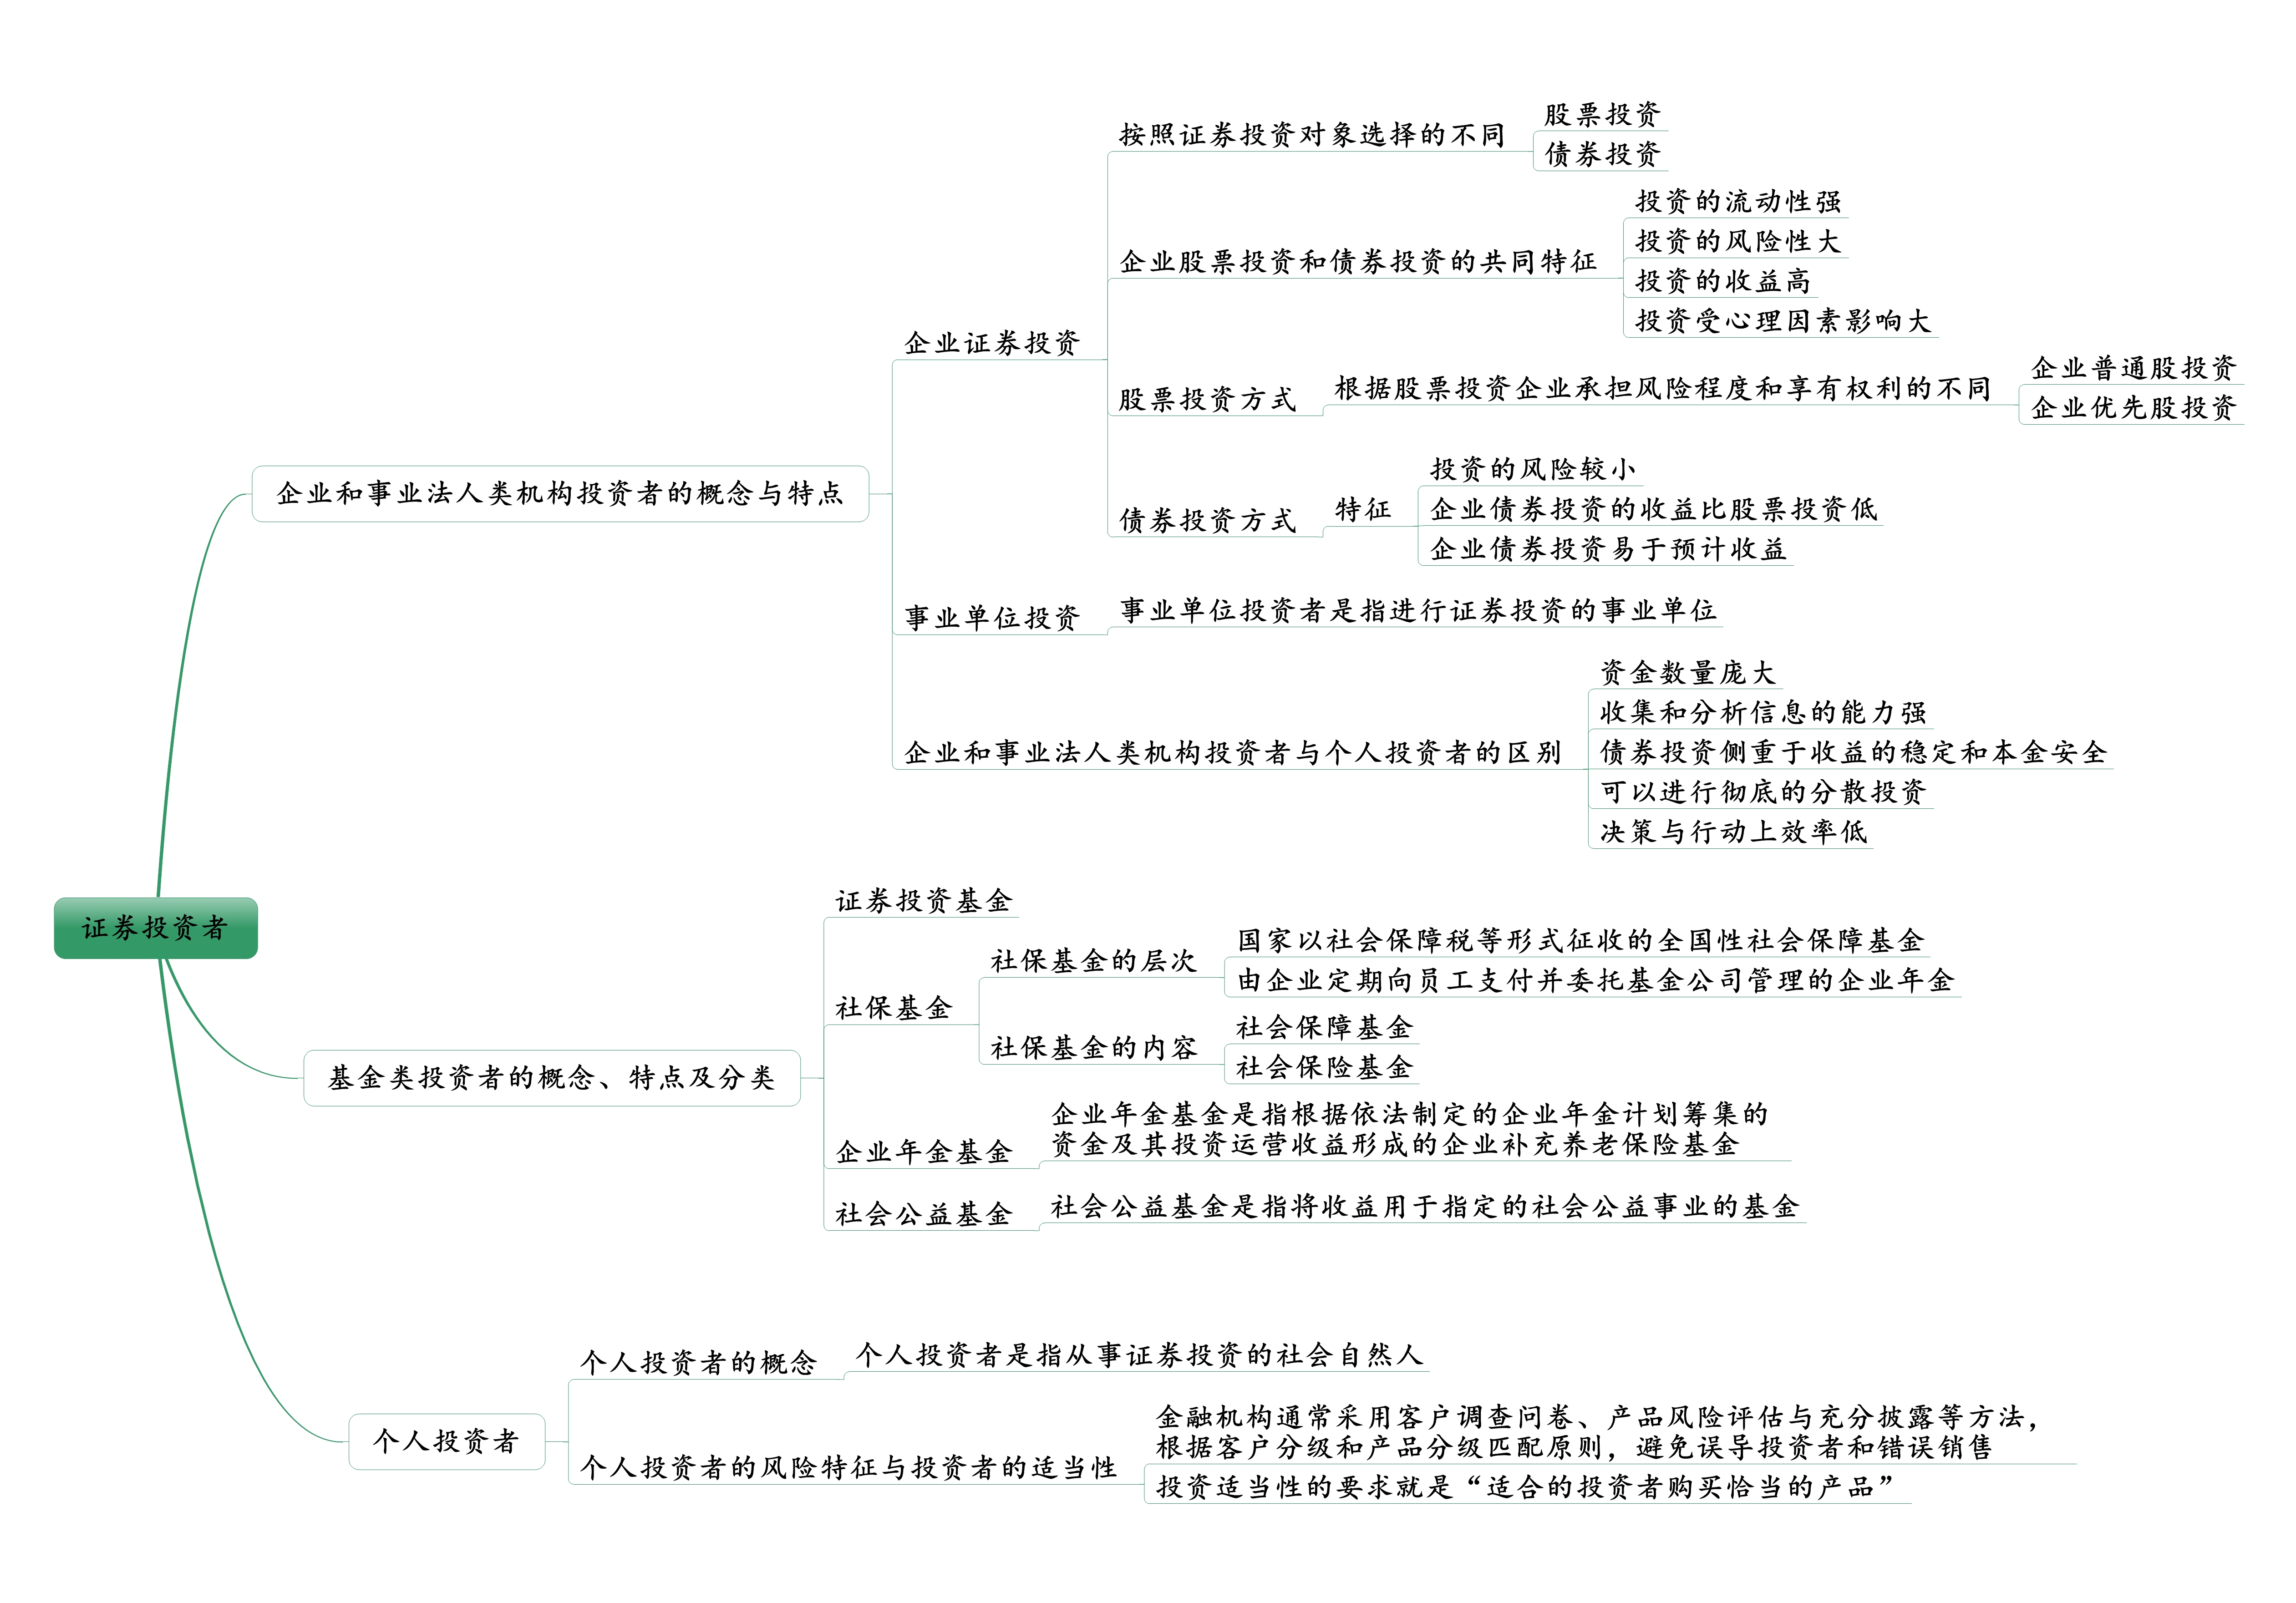 证券投资者
企业和事业法人类机构投资者的概念与特点
企业证券投资
按照证券投资对象选择的不同
股票投资
债券投资
企业股票投资和债券投资的共同特征
投资的流动性强
投资的风险性大
投资的收益高
投资受心理因素影响大
股票投资方式
根据股票投资企业承担风险程度和享有权利的不同
企业普通股投资
企业优先股投资
债券投资方式
特征
投资的风险较小
企业债券投资的收益比股票投资低
企业债券投资易于预计收益
事业单位投资
事业单位投资者是指进行证券投资的事业单位
企业和事业法人类机构投资者与个人投资者的区别
资金数量庞大
收集和分析信息的能力强
债券投资侧重于收益的稳定和本金安全
可以进行彻底的分散投资
决策与行动上效率低
基金类投资者的概念、特点及分类
证券投资基金
社保基金
社保基金的层次
国家以社会保障税等形式征收的全国性社会保障基金
由企业定期向员工支付并委托基金公司管理的企业年金
社保基金的内容
社会保障基金
社会保险基金
企业年金基金
企业年金基金是指根据依法制定的企业年金计划筹集的
资金及其投资运营收益形成的企业补充养老保险基金
社会公益基金
社会公益基金是指将收益用于指定的社会公益事业的基金
个人投资者
个人投资者的概念
个人投资者是指从事证券投资的社会自然人
个人投资者的风险特征与投资者的适当性
金融机构通常采用客户调查问卷、产品风险评估与充分披露等方法，
根据客户分级和产品分级匹配原则，避免误导投资者和错误销售
投资适当性的要求就是“适合的投资者购买恰当的产品”